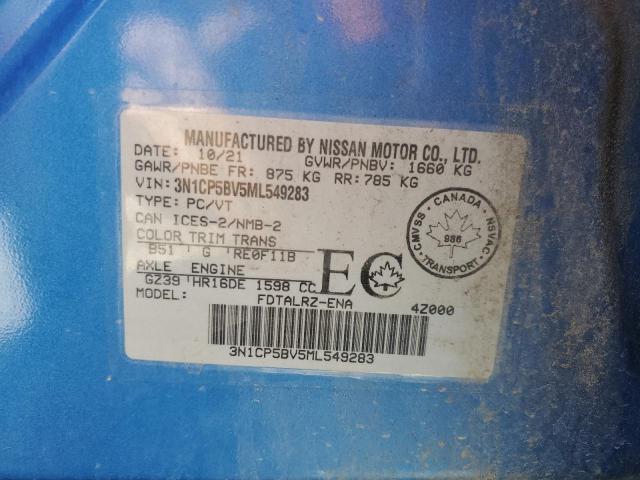 MANUFACTURED BY NISSAN MOTOR CO., LTD.
DATE: 10/21 GVWR/PNBV: 1660 KG
GAWR/PNBE FR: 875 KG RR: 785 KG
VIN: 3N1CP5BV5ML549283
TYPE: PC/VT
CAN ICES-2/NMB-2
COLOR TRIM TRANS
B51 G RE0F11B
AXLE ENGINE
GZ39 HR16DE 1598 CC
MODEL: FDTALRZ-ENA 4Z000
EC
CMVSS - CANADA - NSVAC
986
TRANSPORT
3N1CP5BV5ML549283